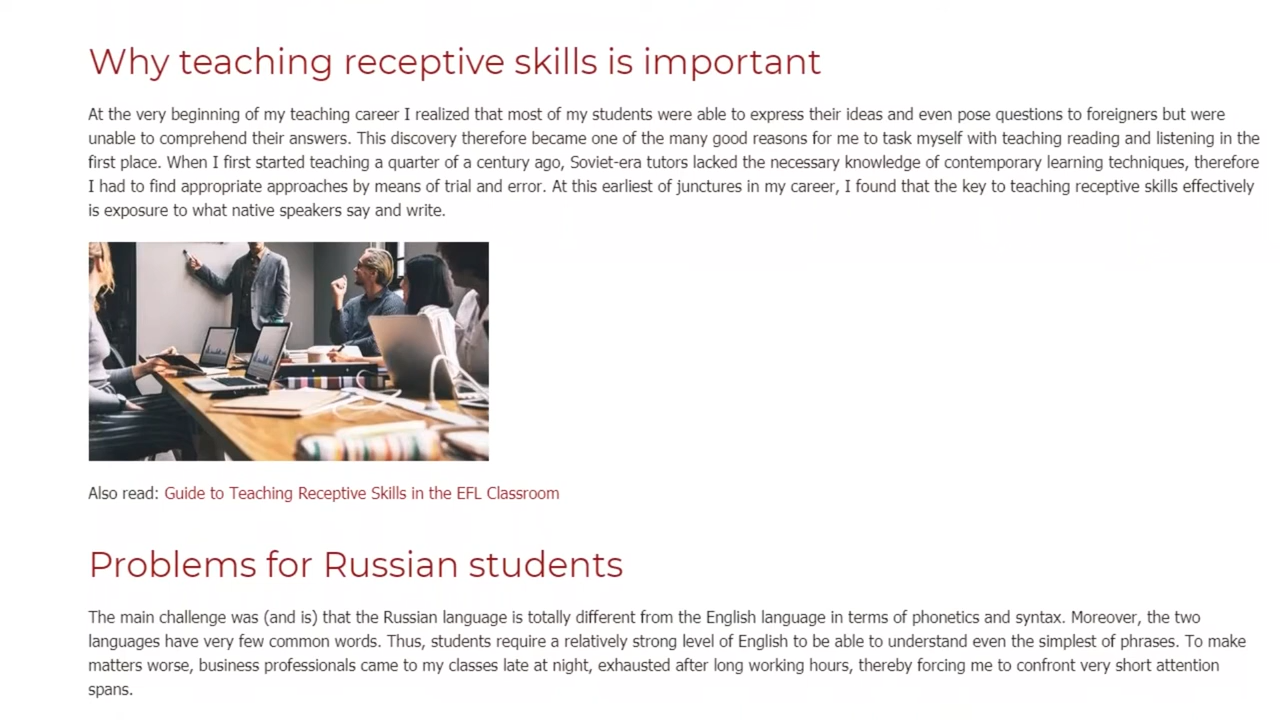 Why teaching receptive skills is important
At the very beginning of my teaching career I realized that most of my students were able to express their ideas and even pose questions to foreigners but were
unable to comprehend their answers. This discovery therefore became one of the many good reasons for me to task myself with teaching reading and listening in the
first place. When I first started teaching a quarter of a century ago, Soviet-era tutors lacked the necessary knowledge of contemporary learning techniques, therefore
I had to find appropriate approaches by means of trial and error. At this earliest of junctures in my career, I found that the key to teaching receptive skills effectively
is exposure to what native speakers say and write.
Also read: Guide to Teaching Receptive Skills in the EFL Classroom
Problems for Russian students
The main challenge was (and is) that the Russian language is totally different from the English language in terms of phonetics and syntax. Moreover, the two
languages have very few common words. Thus, students require a relatively strong level of English to be able to understand even the simplest of phrases. To make
matters worse, business professionals came to my classes late at night, exhausted after long working hours, thereby forcing me to confront very short attention
spans.